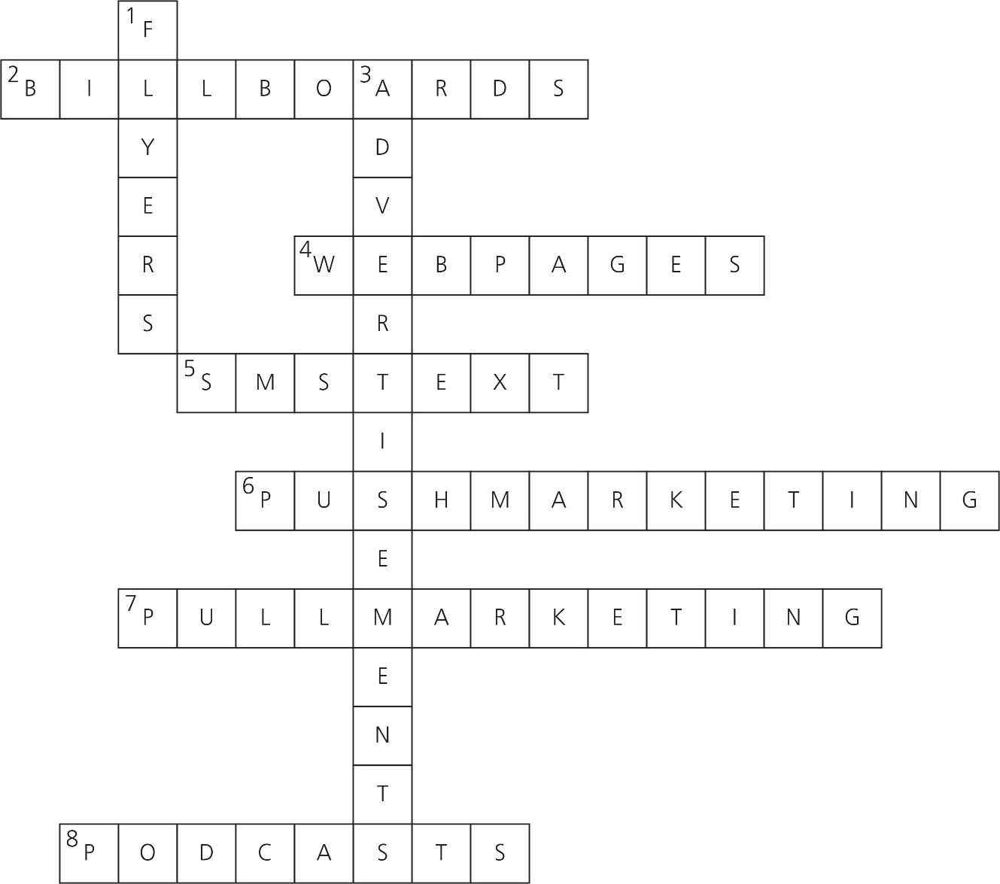 1 F
2 B I L L B O 3 A R D S
Y D
E V
R 4 W E B P A G E S
S R
5 S M S T E X T
I
6 P U S H M A R K E T I N G
E
7 P U L L M A R K E T I N G
E
N
T
8 P O D C A S T S